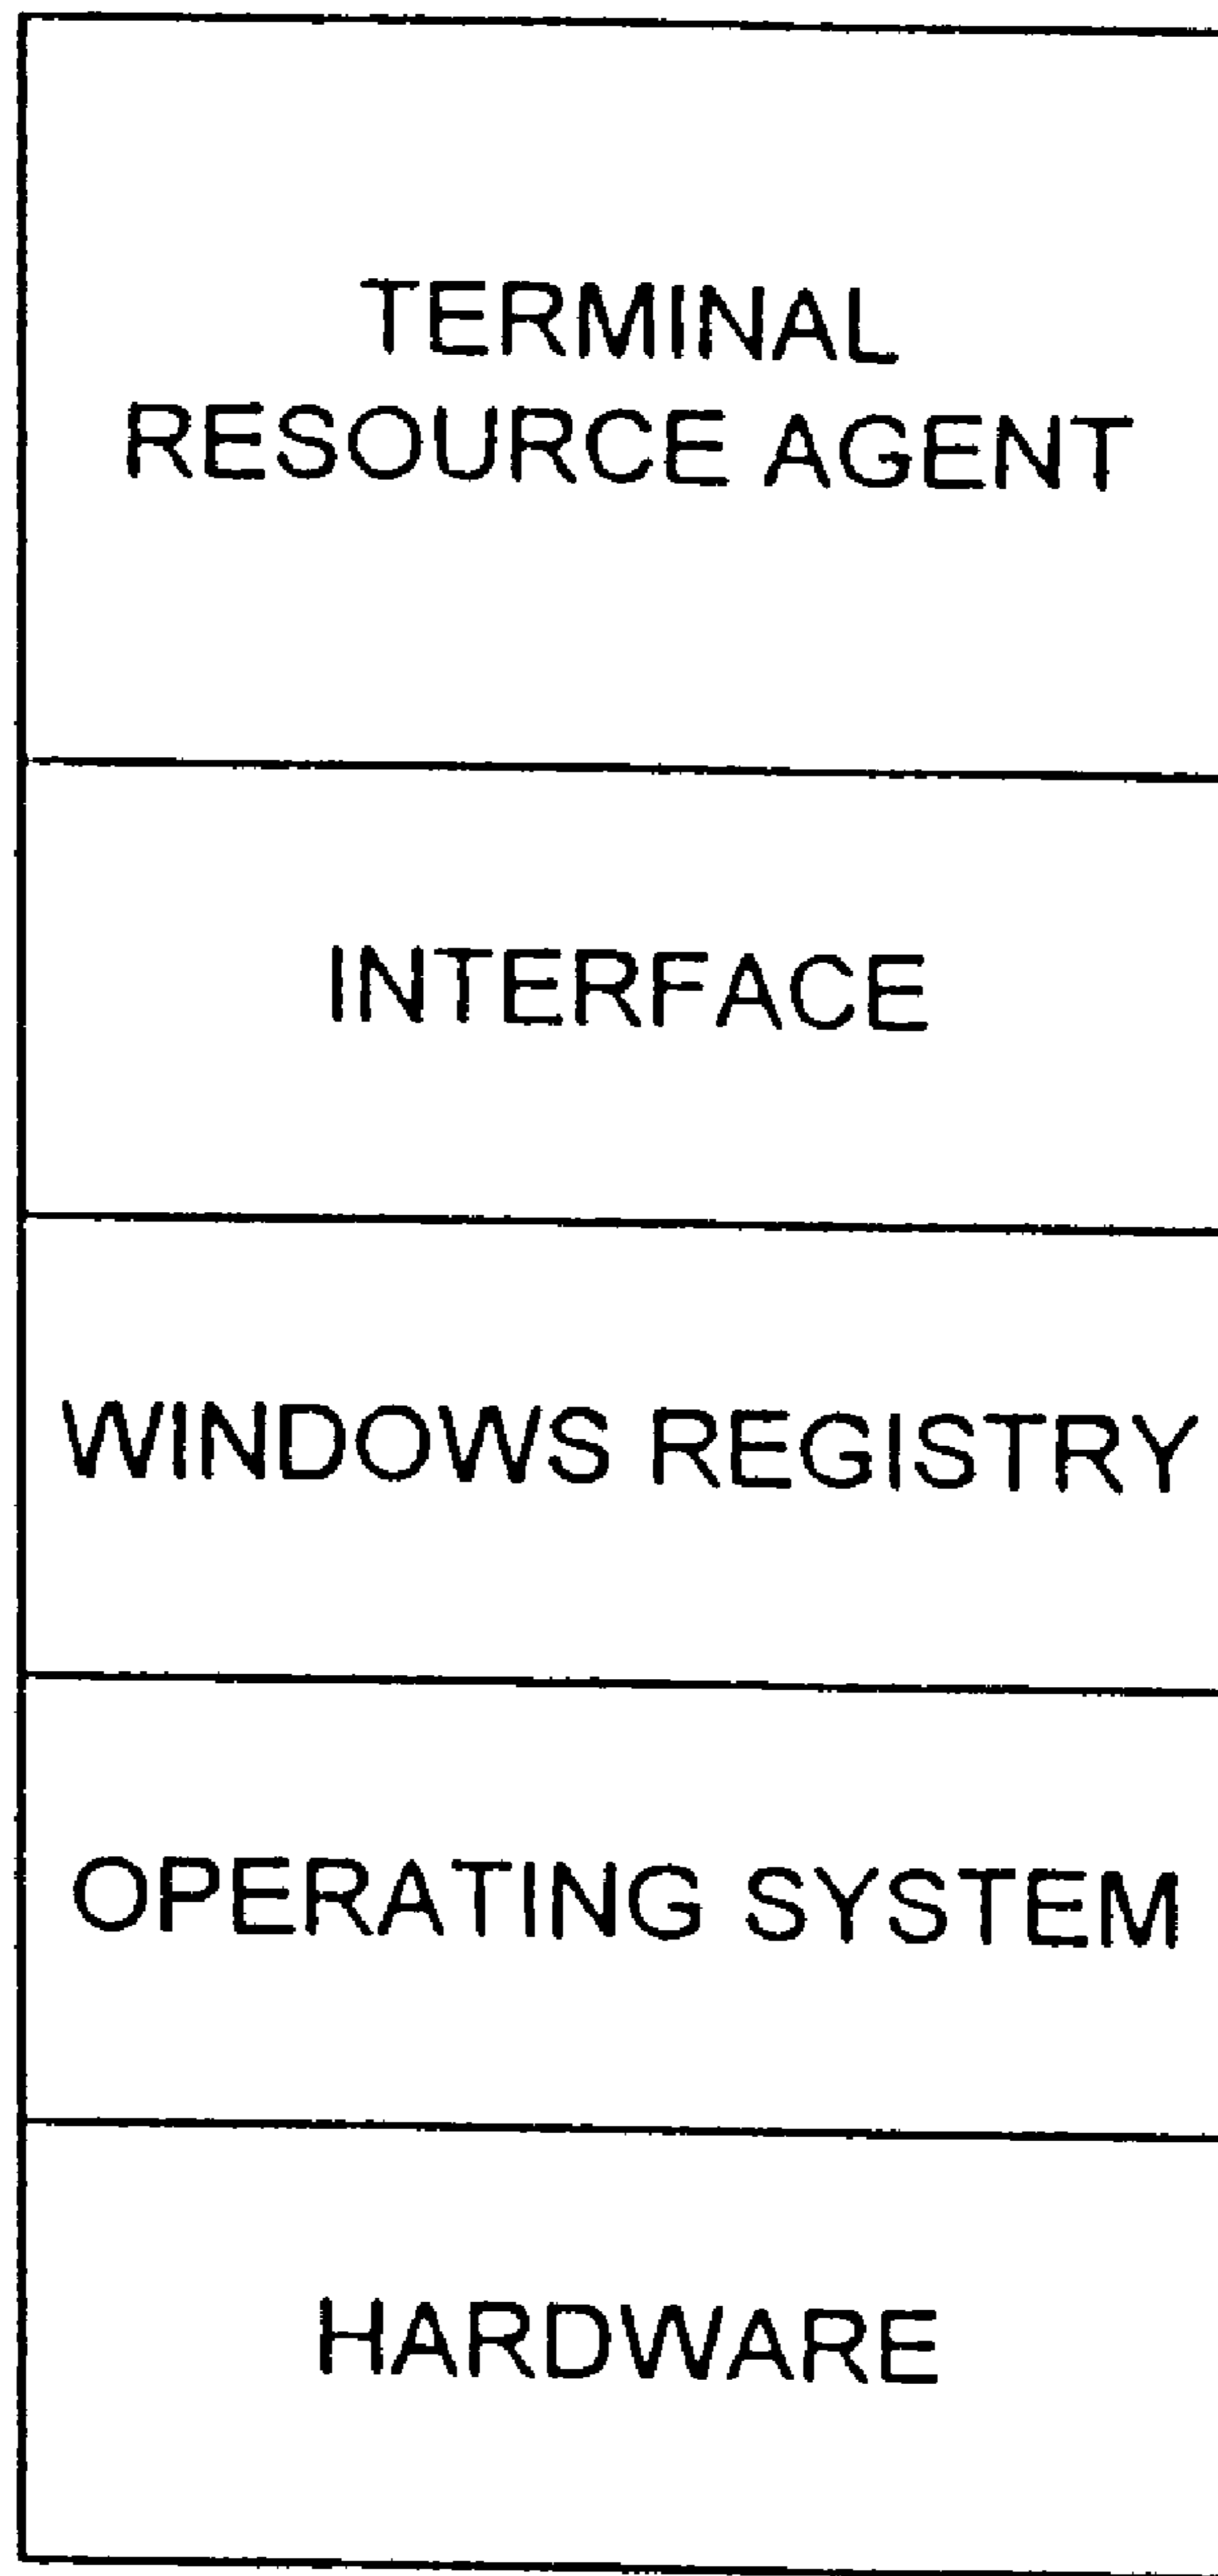 TERMINAL
RESOURCE AGENT
INTERFACE
WINDOWS REGISTRY
OPERATING SYSTEM
HARDWARE